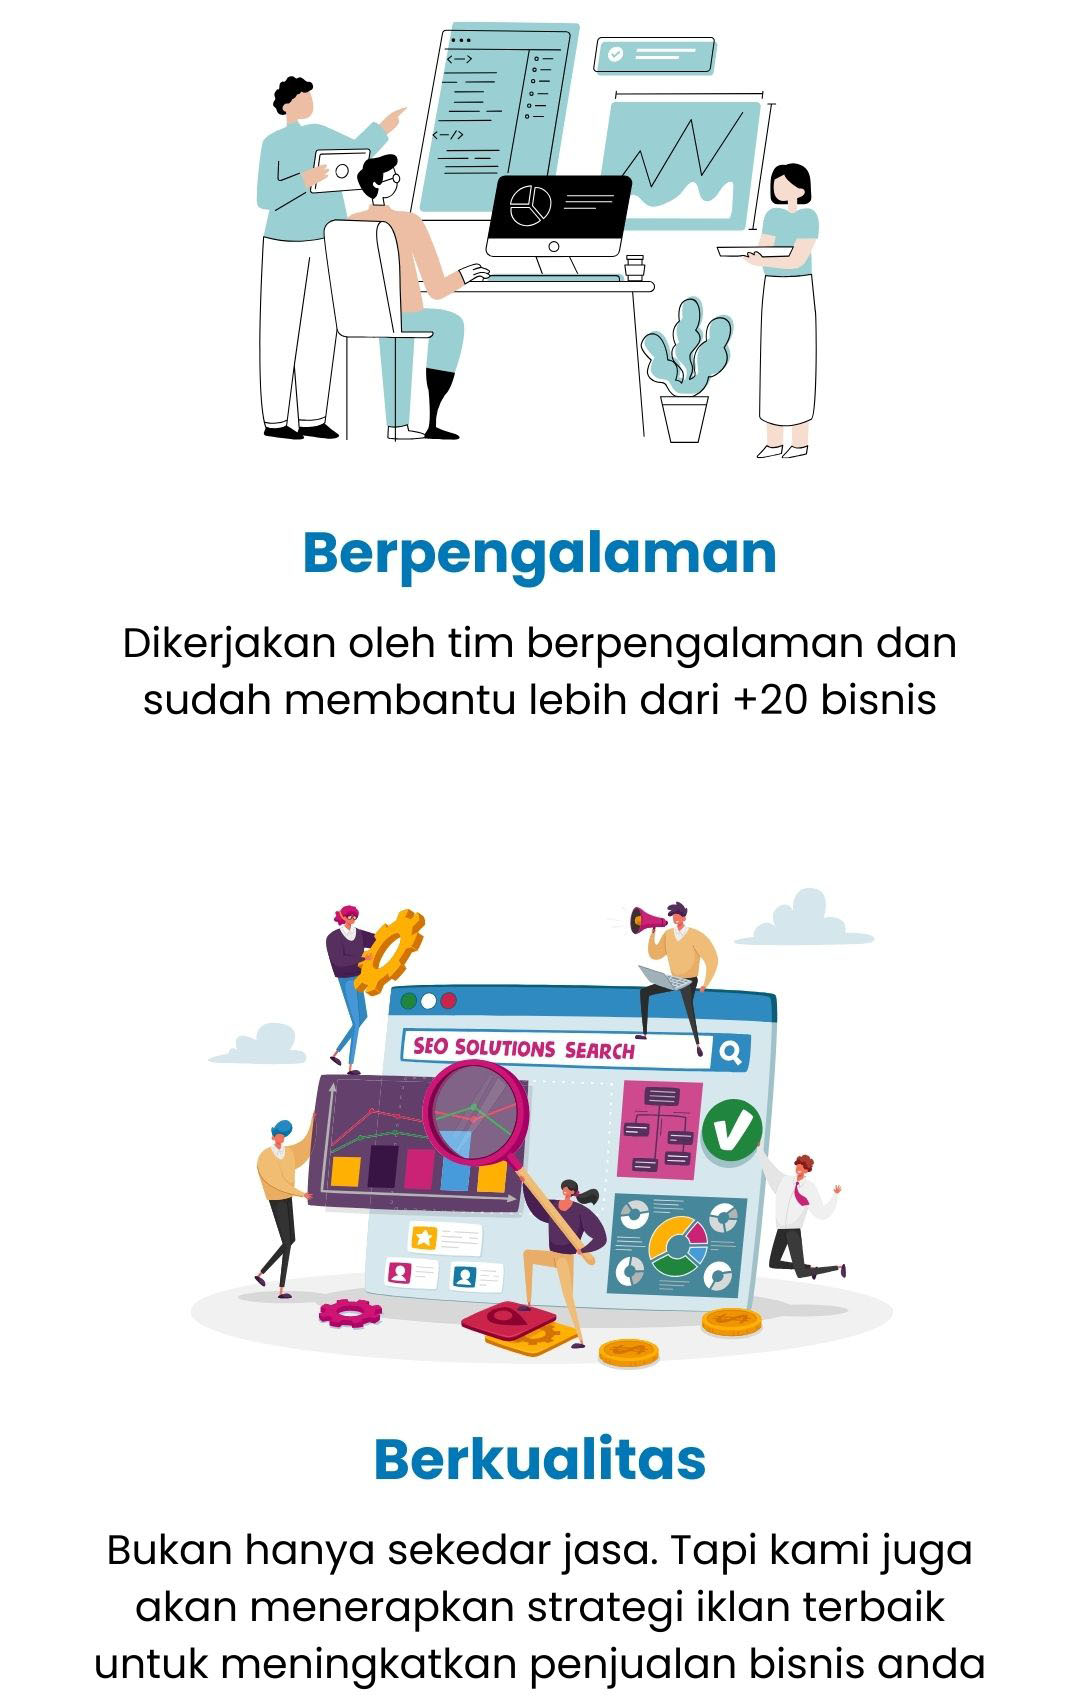 <-->
<-/>
Berpengalaman
Dikerjakan oleh tim berpengalaman dan
sudah membantu lebih dari +20 bisnis
SEO SOLUTIONS SEARCH
Berkualitas
Bukan hanya sekedar jasa. Tapi kami juga
akan menerapkan strategi iklan terbaik
untuk meningkatkan penjualan bisnis anda